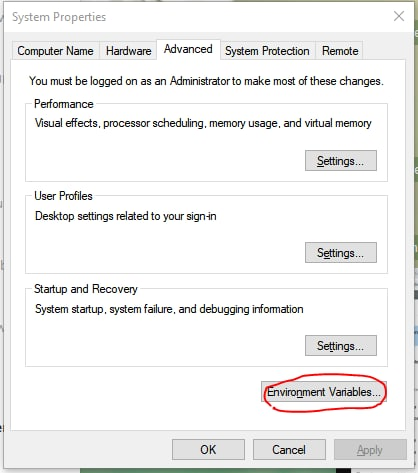 System Properties
Computer Name Hardware Advanced System Protection Remote
You must be logged on as an Administrator to make most of these changes.
Performance
Visual effects, processor scheduling, memory usage, and virtual memory
Settings...
User Profiles
Desktop settings related to your sign-in
Settings...
Startup and Recovery
System startup, system failure, and debugging information
Settings...
Environment Variables...
OK Cancel Apply